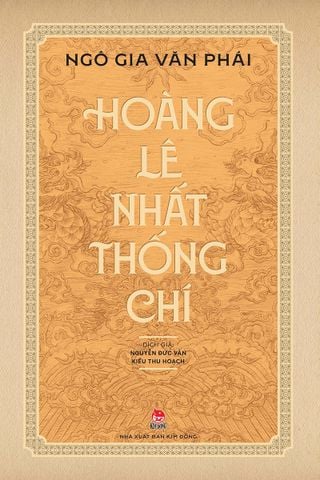 NGÔ GIA VĂN PHÁI
HOÀNG
LÊ
NHẤT
THỐNG
CHÍ
DỊCH GIẢ:
NGUYỄN ĐỨC VÂN
KIỀU THU HOẠCH
NHÀ XUẤT BẢN KIM ĐỒNG